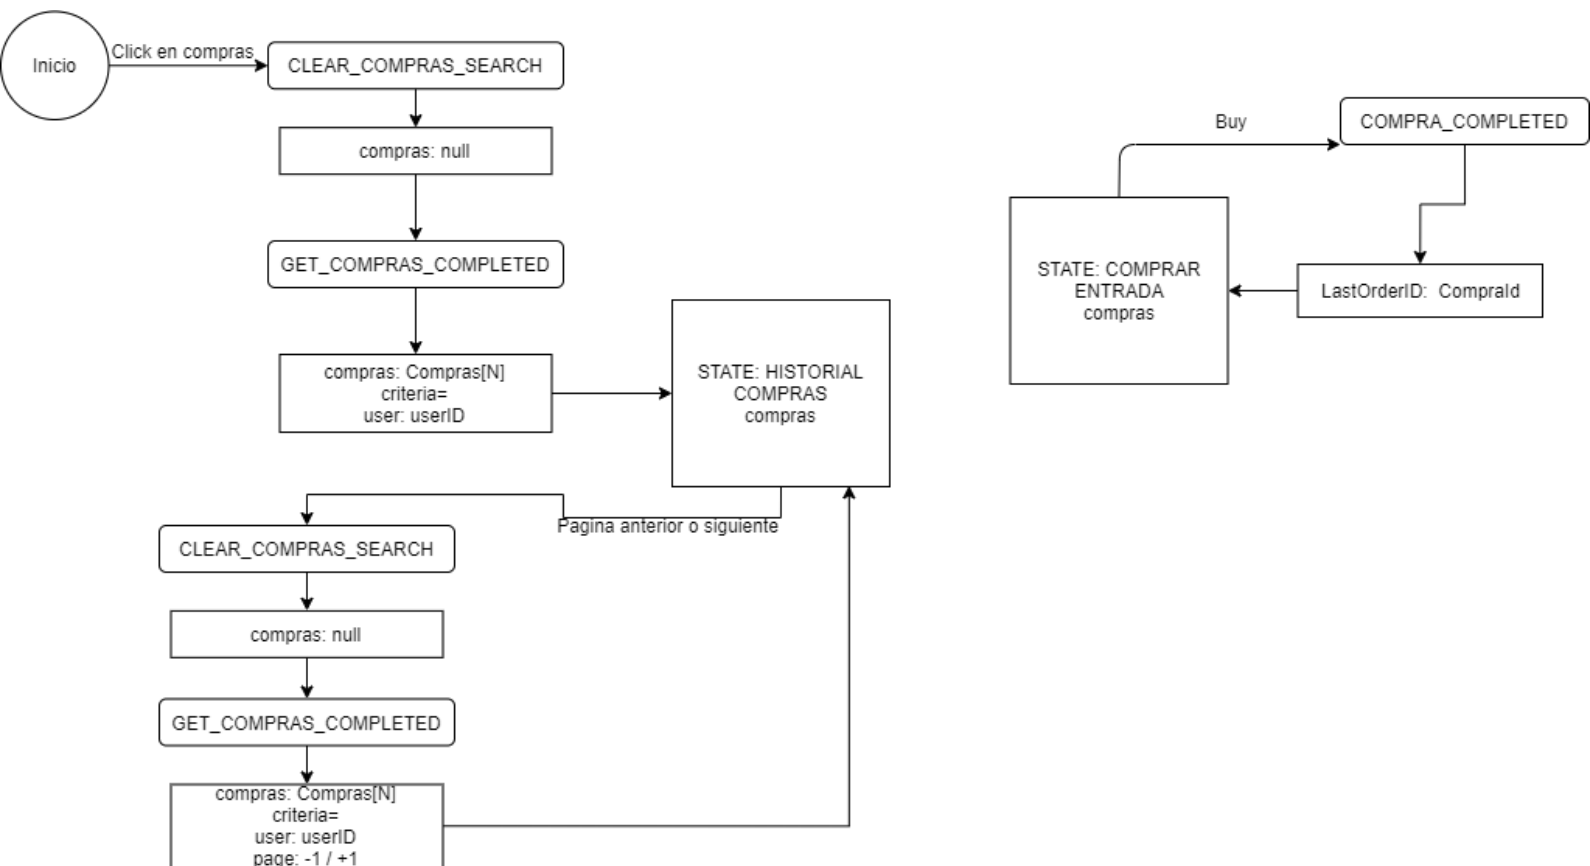 Inicio
Click en compras
CLEAR_COMPRAS_SEARCH
compras: null
GET_COMPRAS_COMPLETED
compras: Compras[N]
criteria=
user: userID
STATE: HISTORIAL
COMPRAS
compras
Pagina anterior o siguiente
CLEAR_COMPRAS_SEARCH
compras: null
GET_COMPRAS_COMPLETED
compras: Compras[N]
criteria=
user: userID
page: -1 / +1
Buy
COMPRA_COMPLETED
STATE: COMPRAR
ENTRADA
compras
LastOrderID: CompraId